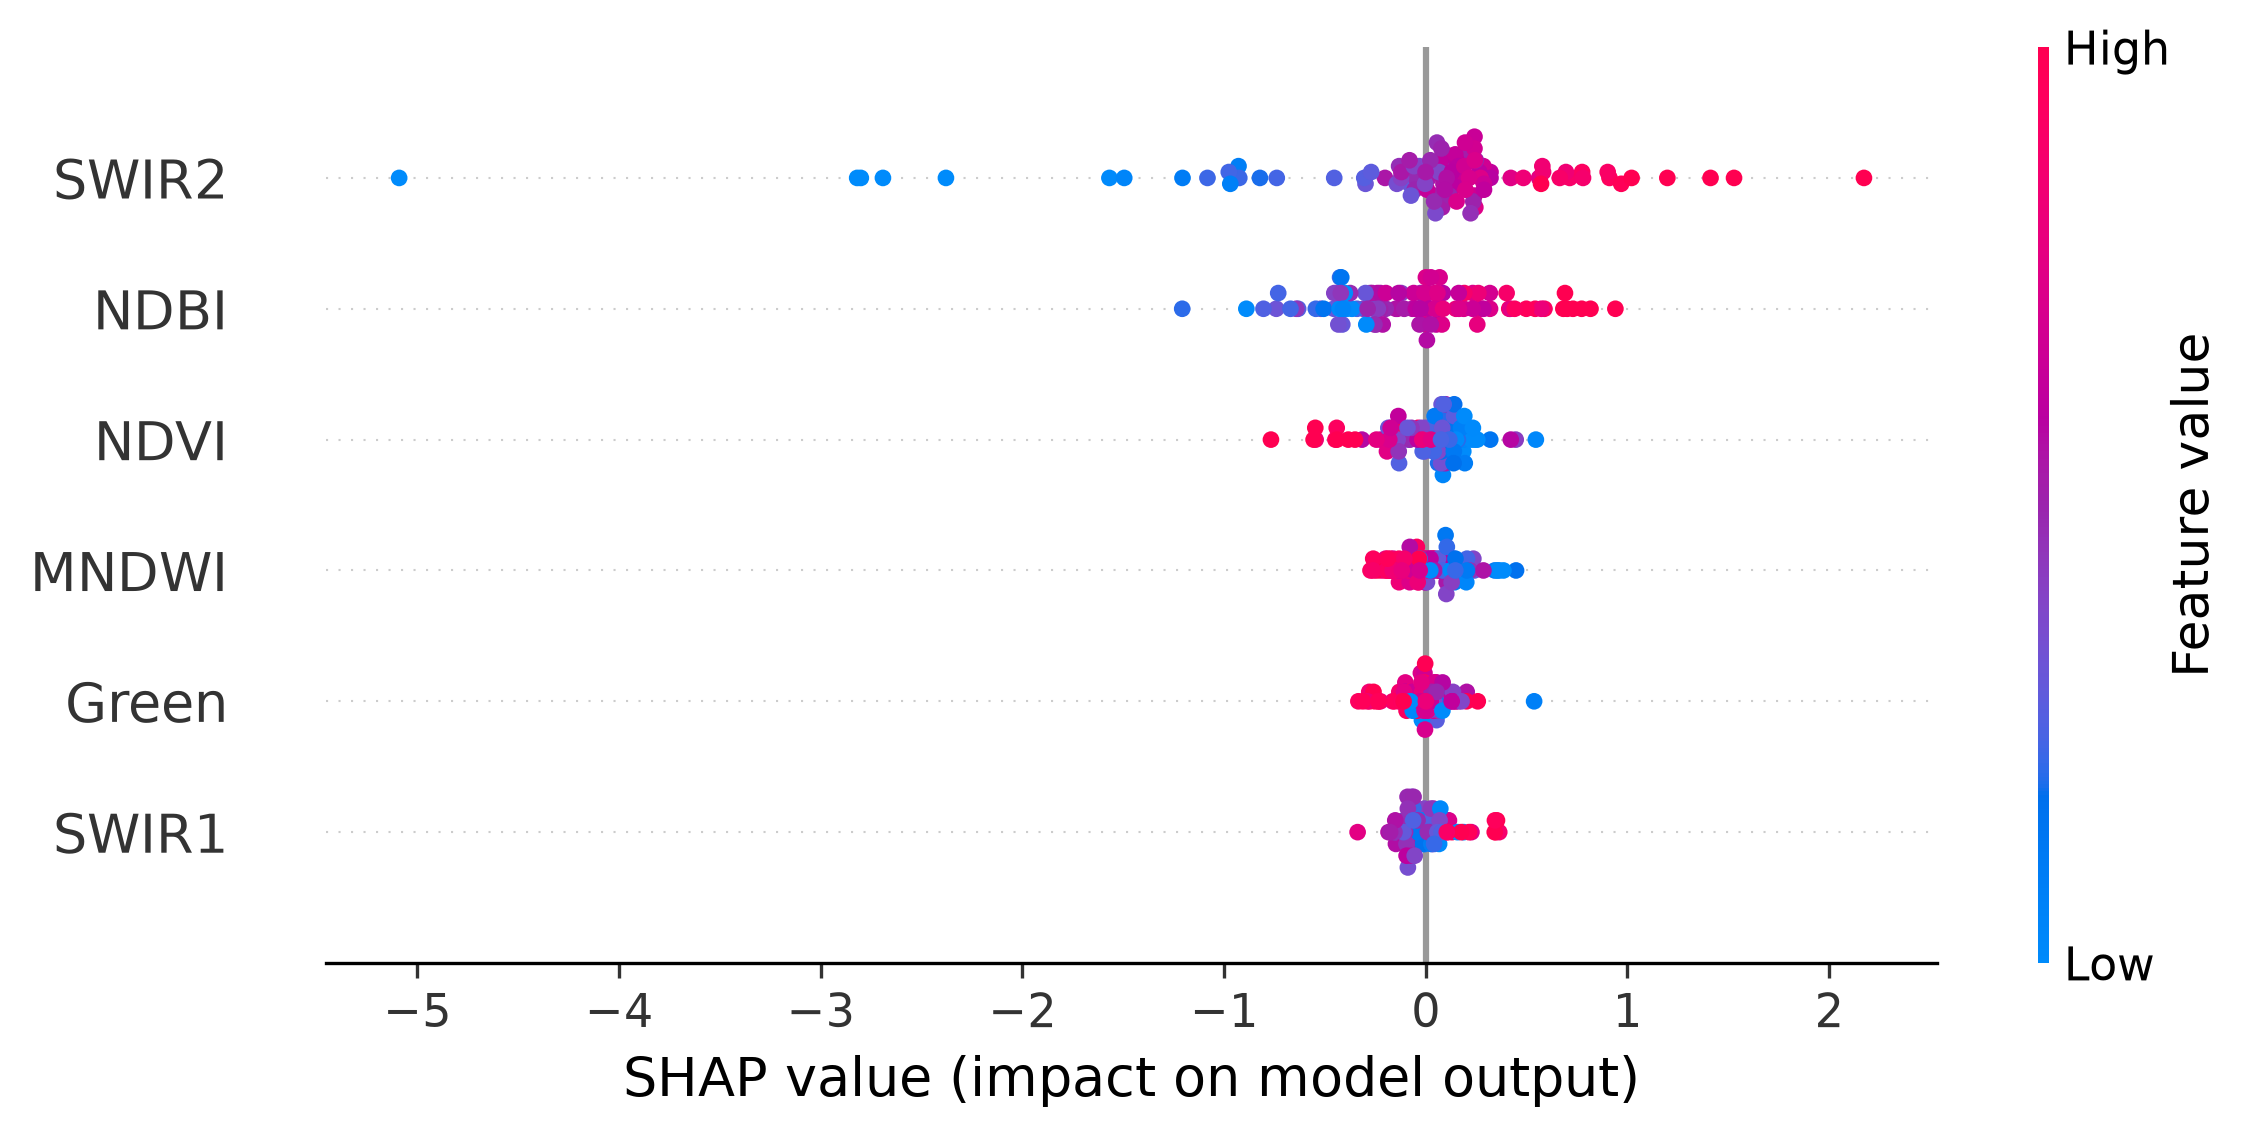 High
SWIR2
NDBI
NDVI
MNDWI
Green
SWIR1
Feature value
Low
−5 −4 −3 −2 −1 0 1 2
SHAP value (impact on model output)